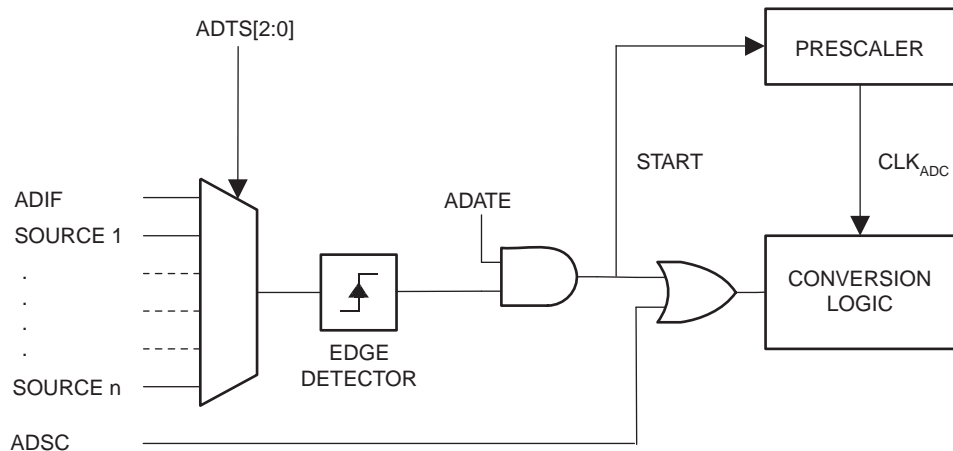 ADTS[2:0]
PRESCALER
START
CLKADC
ADIF
ADATE
SOURCE 1
.
.
.
.
CONVERSION
LOGIC
EDGE
DETECTOR
SOURCE n
ADSC